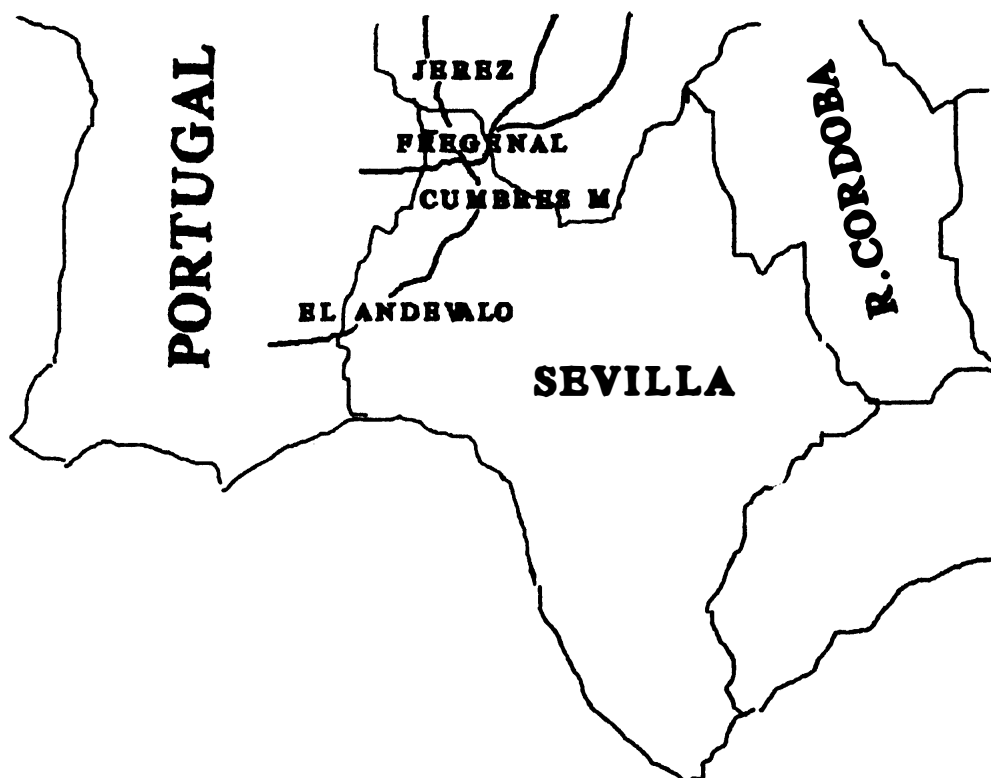 PORTUGAL
JEREZ
FREGENAL
CUMBRES M.
EL ANDEVALO
SEVILLA
R. CORDOBA